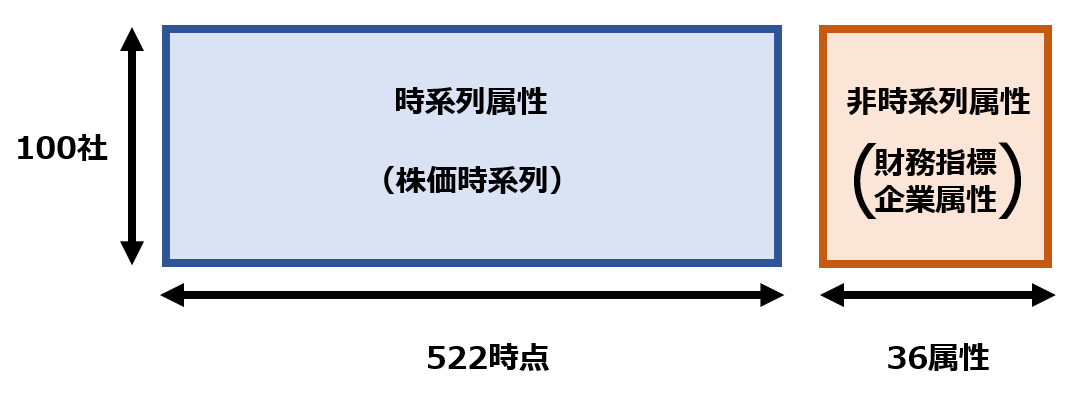 100社
時系列属性
（株価時系列）
522時点
非時系列属性
(財務指標
企業属性)
36属性